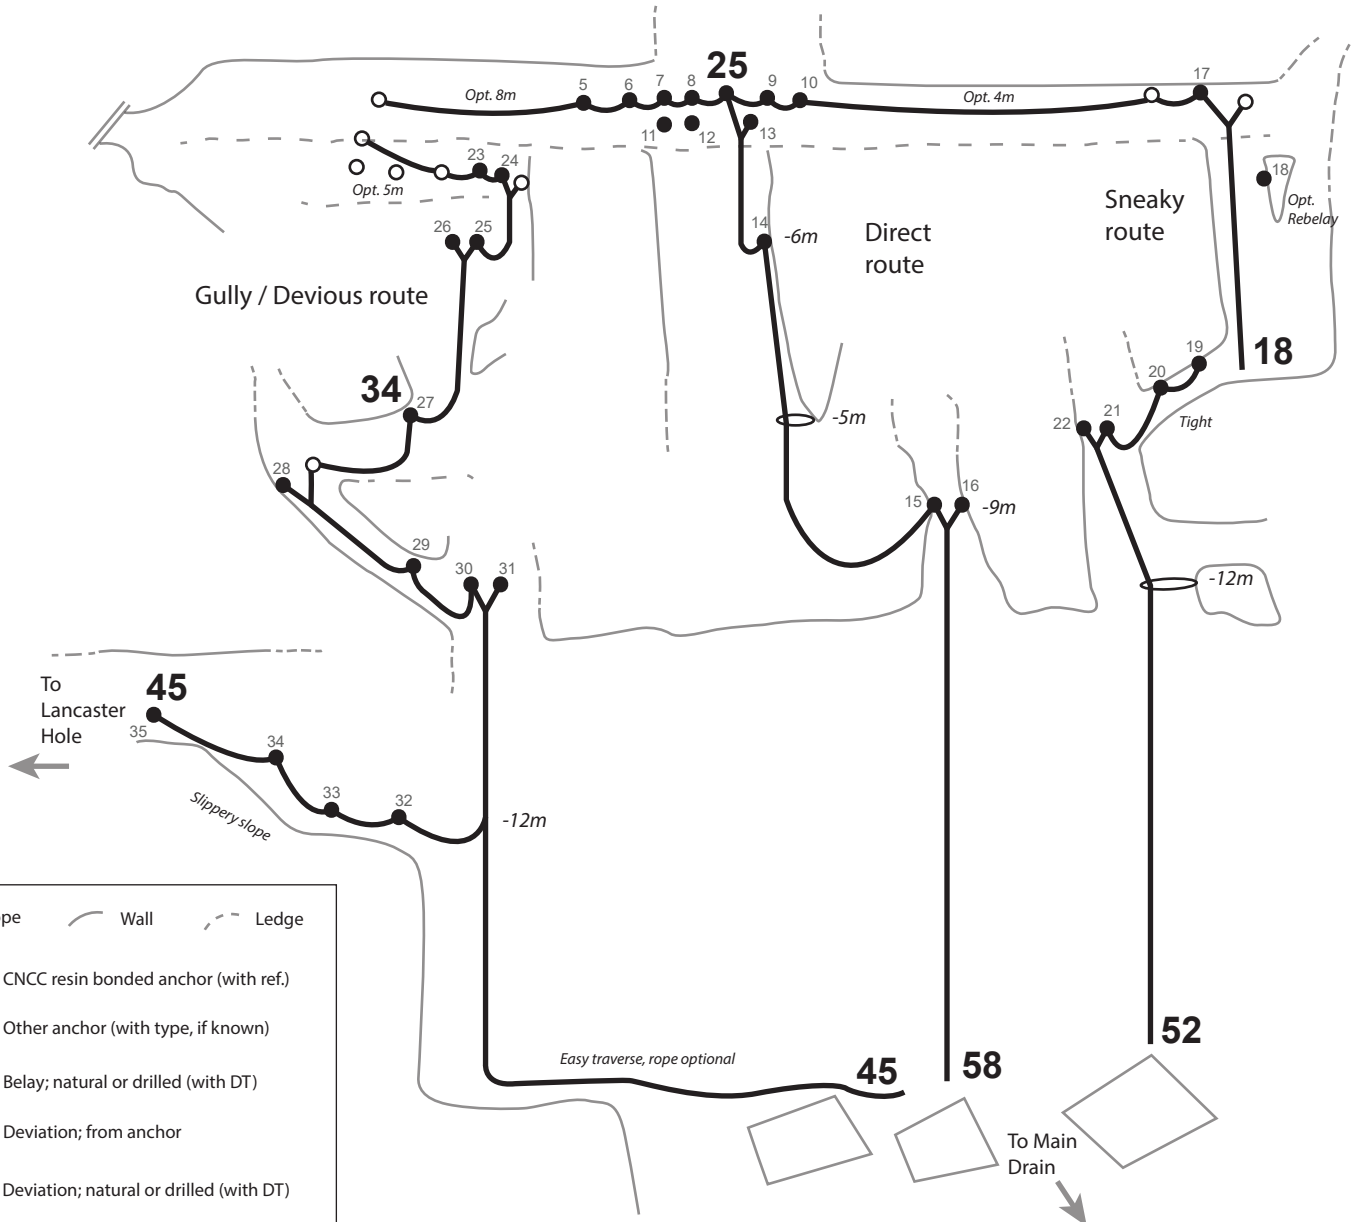 25
7
8
9
10
17
5
6
Opt. 8m
Opt. 4m
11
12
13
23
24
Opt. 5m
18
Opt.
Rebelay
Sneaky
route
26
25
14
-6m
Direct
route
Gully / Devious route
34
27
18
19
20
-5m
22
21
Tight
28
15
16
-9m
29
30
31
-12m
To
Lancaster
Hole
45
35
34
33
32
Slippery slope
-12m
pe
Wall
Ledge
CNCC resin bonded anchor (with ref.)
Other anchor (with type, if known)
Belay; natural or drilled (with DT)
Deviation; from anchor
Deviation; natural or drilled (with DT)
Easy traverse, rope optional
45
58
52
To Main
Drain